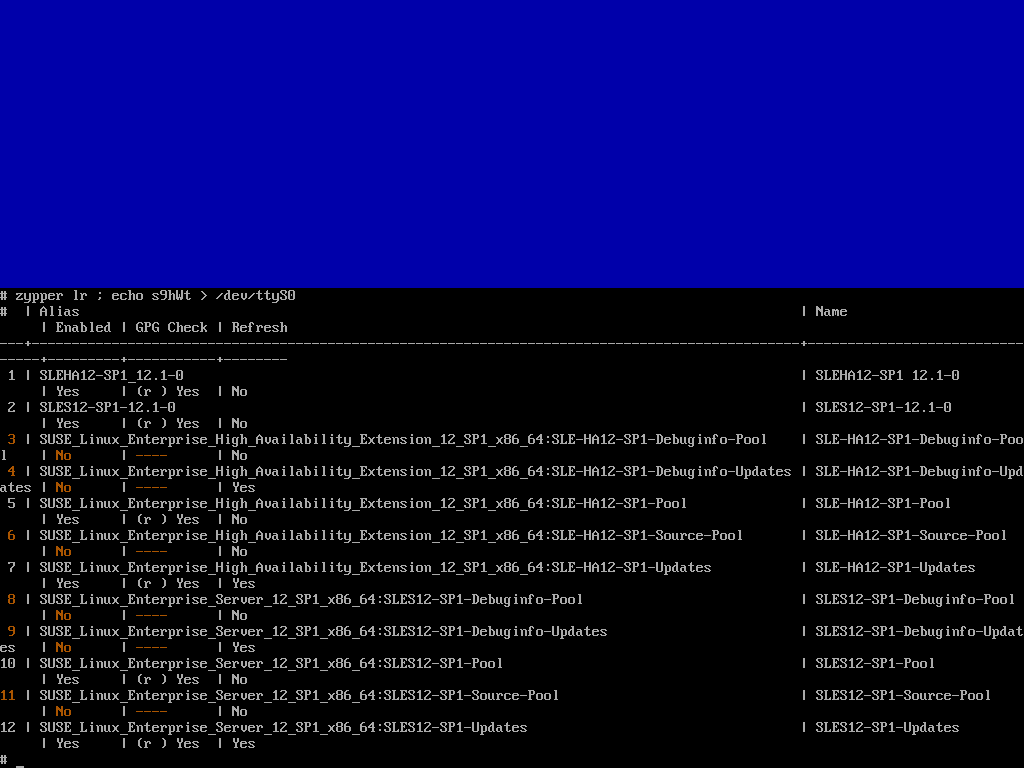 # zypper lr ; echo s9hWt > /dev/ttyS0
#  | Alias                                                                                          | Name
     | Enabled | GPG Check | Refresh
---+------------------------------------------------------------------------------------------------+---------------------------
-----+---------+-----------+--------
 1 | SLEHA12-SP1_12.1-0                                                                             | SLEHA12-SP1 12.1-0
     | Yes     | (r ) Yes  | No
 2 | SLES12-SP1-12.1-0                                                                              | SLES12-SP1-12.1-0
     | Yes     | (r ) Yes  | No
 3 | SUSE_Linux_Enterprise_High_Availability_Extension_12_SP1_x86_64:SLE-HA12-SP1-Debuginfo-Pool    | SLE-HA12-SP1-Debuginfo-Poo
l    | No      | ----      | No
 4 | SUSE_Linux_Enterprise_High_Availability_Extension_12_SP1_x86_64:SLE-HA12-SP1-Debuginfo-Updates | SLE-HA12-SP1-Debuginfo-Upd
ates | No      | ----      | Yes
 5 | SUSE_Linux_Enterprise_High_Availability_Extension_12_SP1_x86_64:SLE-HA12-SP1-Pool              | SLE-HA12-SP1-Pool
     | Yes     | (r ) Yes  | No
 6 | SUSE_Linux_Enterprise_High_Availability_Extension_12_SP1_x86_64:SLE-HA12-SP1-Source-Pool       | SLE-HA12-SP1-Source-Pool
     | No      | ----      | No
 7 | SUSE_Linux_Enterprise_High_Availability_Extension_12_SP1_x86_64:SLE-HA12-SP1-Updates           | SLE-HA12-SP1-Updates
     | Yes     | (r ) Yes  | Yes
 8 | SUSE_Linux_Enterprise_Server_12_SP1_x86_64:SLES12-SP1-Debuginfo-Pool                           | SLES12-SP1-Debuginfo-Pool
     | No      | ----      | No
 9 | SUSE_Linux_Enterprise_Server_12_SP1_x86_64:SLES12-SP1-Debuginfo-Updates                        | SLES12-SP1-Debuginfo-Updat
es   | No      | ----      | Yes
10 | SUSE_Linux_Enterprise_Server_12_SP1_x86_64:SLES12-SP1-Pool                                     | SLES12-SP1-Pool
     | Yes     | (r ) Yes  | No
11 | SUSE_Linux_Enterprise_Server_12_SP1_x86_64:SLES12-SP1-Source-Pool                              | SLES12-SP1-Source-Pool
     | No      | ----      | No
12 | SUSE_Linux_Enterprise_Server_12_SP1_x86_64:SLES12-SP1-Updates                                  | SLES12-SP1-Updates
     | Yes     | (r ) Yes  | Yes
# _